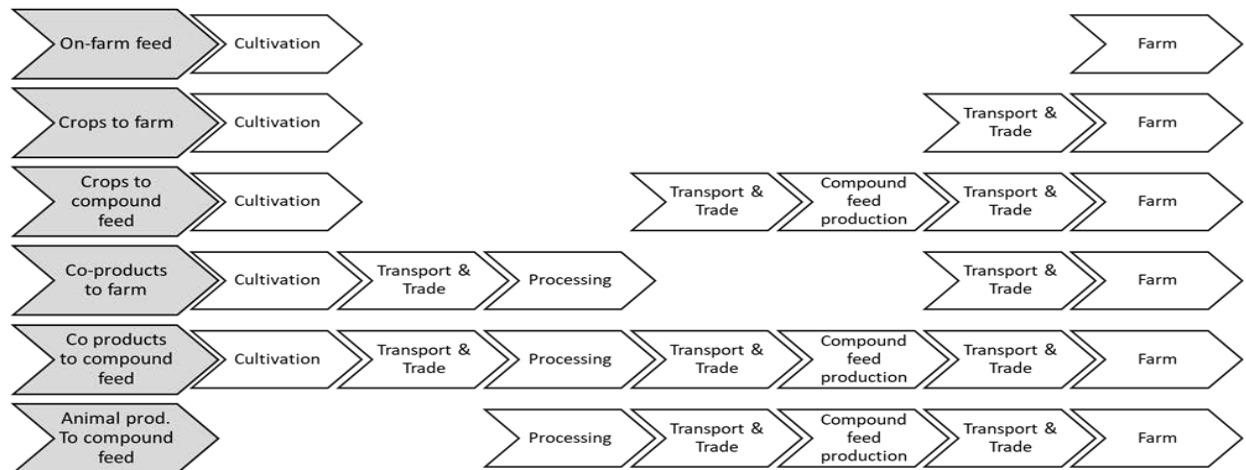 On-farm feed
Cultivation
Farm
Crops to farm
Cultivation
Transport &
Trade
Farm
Crops to
compound
feed
Cultivation
Transport &
Trade
Compound
feed
production
Transport &
Trade
Farm
Co-products
to farm
Cultivation
Transport &
Trade
Processing
Transport &
Trade
Farm
Co products
to compound
feed
Cultivation
Transport &
Trade
Processing
Transport &
Trade
Compound
feed
production
Transport &
Trade
Farm
Animal prod.
To compound
feed
Processing
Transport &
Trade
Compound
feed
production
Transport &
Trade
Farm